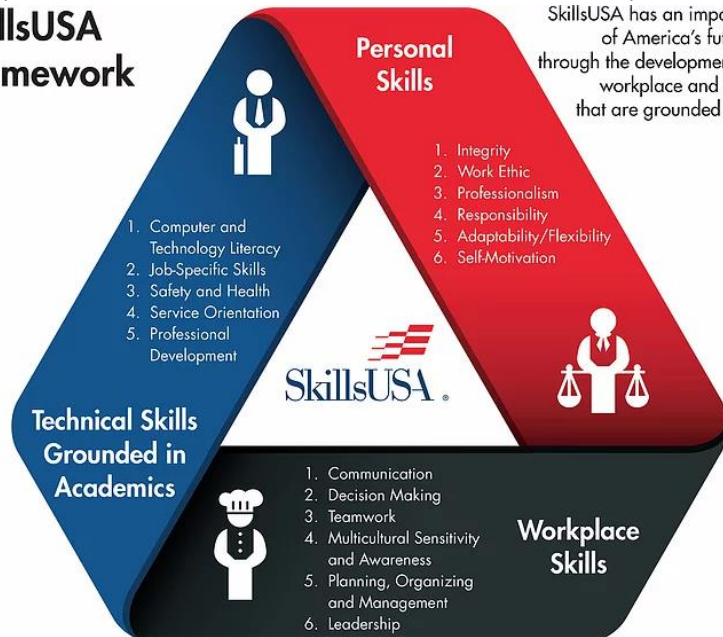 llsUSA
mework
SkillsUSA has an impo
of America's fu
through the development
workplace and
that are grounded
Personal
Skills
1. Integrity
2. Work Ethic
3. Professionalism
4. Responsibility
5. Adaptability/Flexibility
6. Self-Motivation
1. Computer and
Technology Literacy
2. Job-Specific Skills
3. Safety and Health
4. Service Orientation
5. Professional
Development
SkillsUSA®
Technical Skills
Grounded in
Academics
1. Communication
2. Decision Making
3. Teamwork
4. Multicultural Sensitivity
and Awareness
5. Planning, Organizing
and Management
6. Leadership
Workplace
Skills